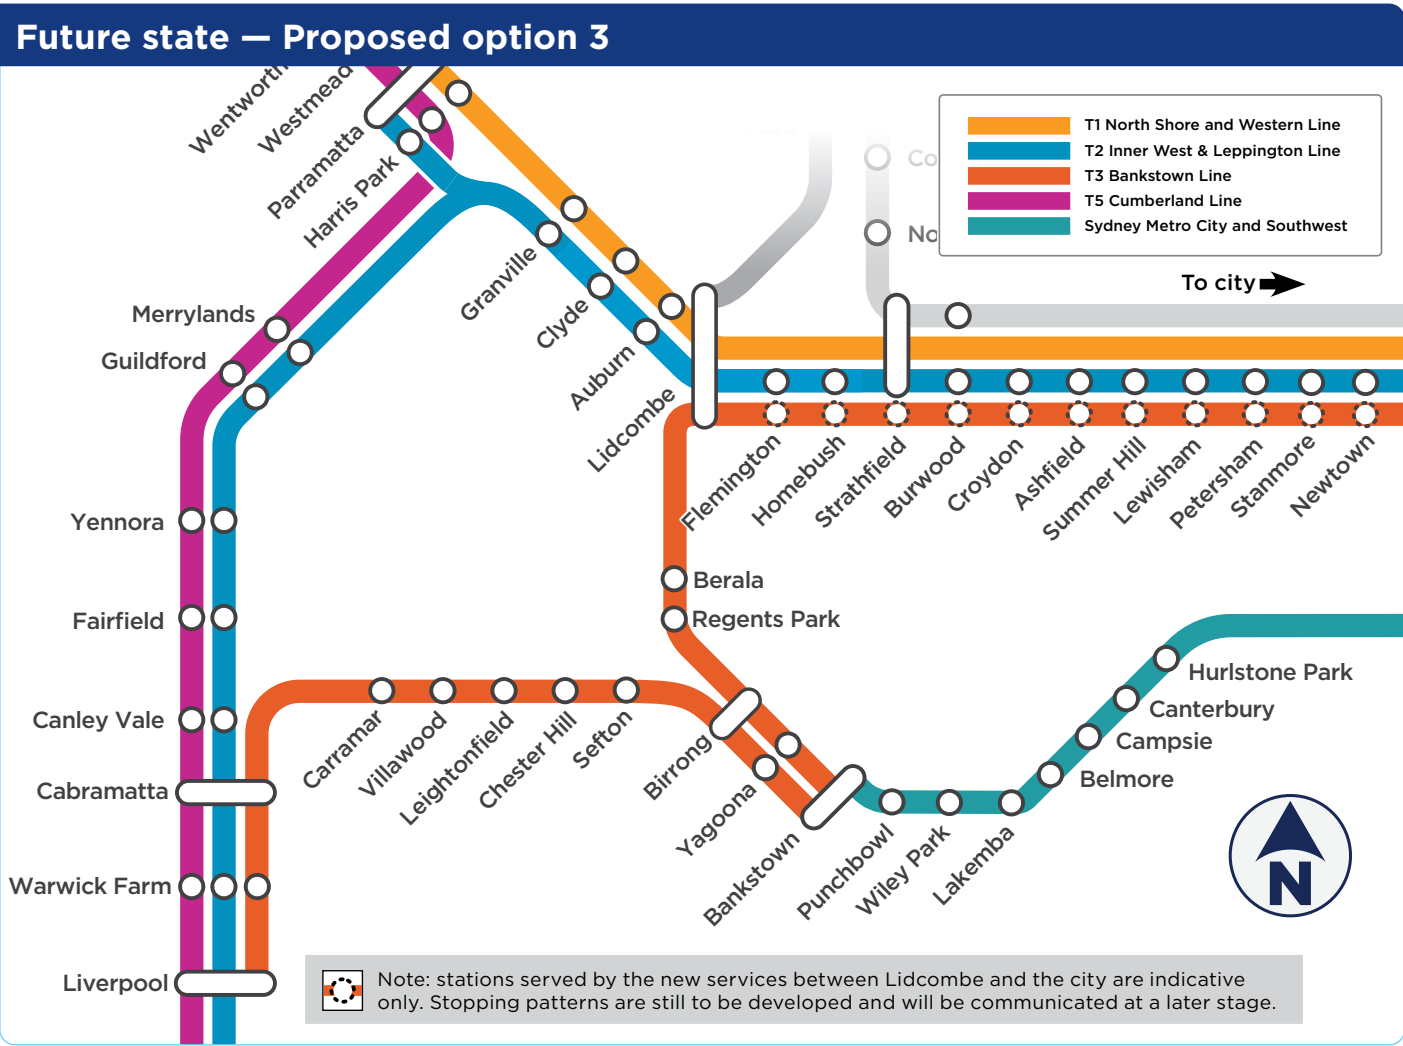 Future state — Proposed option 3
Westmead
Parramatta
Harris Park
T1 North Shore and Western Line
T2 Inner West & Leppington Line
T3 Bankstown Line
T5 Cumberland Line
Sydney Metro City and Southwest
To city
Merrylands
Guildford
Granville
Clyde
Auburn
Lidcombe
Flemington
Homebush
Strathfield
Burwood
Croydon
Ashfield
Summer Hill
Lewisham
Petersham
Stanmore
Newtown
Yennora
Fairfield
Berala
Regents Park
Canley Vale
Cabramatta
Carramar
Villawood
Leightonfield
Chester Hill
Sefton
Birrong
Yagoona
Bankstown
Punchbowl
Wiley Park
Lakemba
Belmore
Campsie
Canterbury
Hurlstone Park
Warwick Farm
Liverpool
N
Note: stations served by the new services between Lidcombe and the city are indicative
only. Stopping patterns are still to be developed and will be communicated at a later stage.